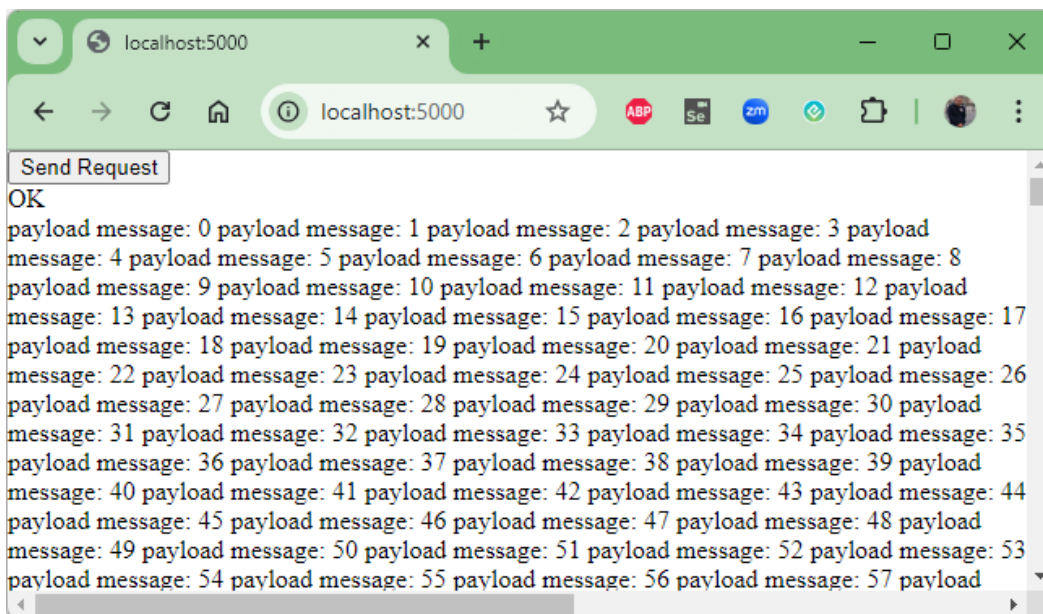 localhost:5000
localhost:5000
ABP
Se
zm
Send Request
OK
payload message: 0 payload message: 1 payload message: 2 payload message: 3 payload
message: 4 payload message: 5 payload message: 6 payload message: 7 payload message: 8
payload message: 9 payload message: 10 payload message: 11 payload message: 12 payload
message: 13 payload message: 14 payload message: 15 payload message: 16 payload message: 17
payload message: 18 payload message: 19 payload message: 20 payload message: 21 payload
message: 22 payload message: 23 payload message: 24 payload message: 25 payload message: 26
payload message: 27 payload message: 28 payload message: 29 payload message: 30 payload
message: 31 payload message: 32 payload message: 33 payload message: 34 payload message: 35
payload message: 36 payload message: 37 payload message: 38 payload message: 39 payload
message: 40 payload message: 41 payload message: 42 payload message: 43 payload message: 44
payload message: 45 payload message: 46 payload message: 47 payload message: 48 payload
message: 49 payload message: 50 payload message: 51 payload message: 52 payload message: 53
payload message: 54 payload message: 55 payload message: 56 payload message: 57 payload